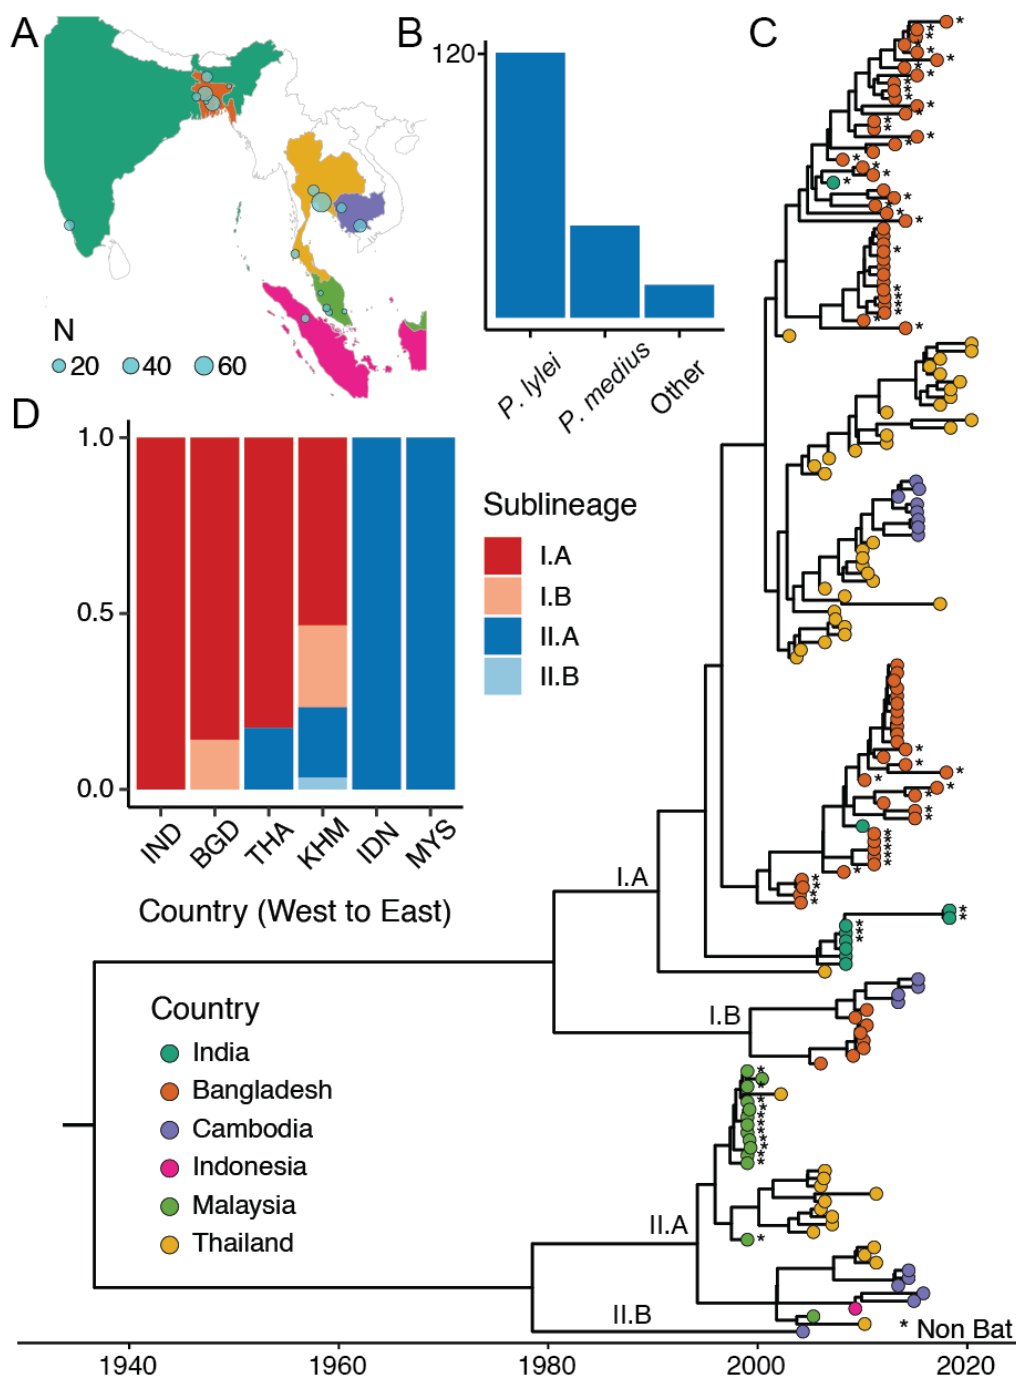 A
N
20 40 60
B
120
P. lylei
P. medius
Other
C
I.A
I.B
II.A
II.B
* Non Bat
1940 1960 1980 2000 2020
D
1.0
0.5
0.0
IND BGD THA KHM IDN MYS
Country (West to East)
Sublineage
I.A
I.B
II.A
II.B
Country
India
Bangladesh
Cambodia
Indonesia
Malaysia
Thailand